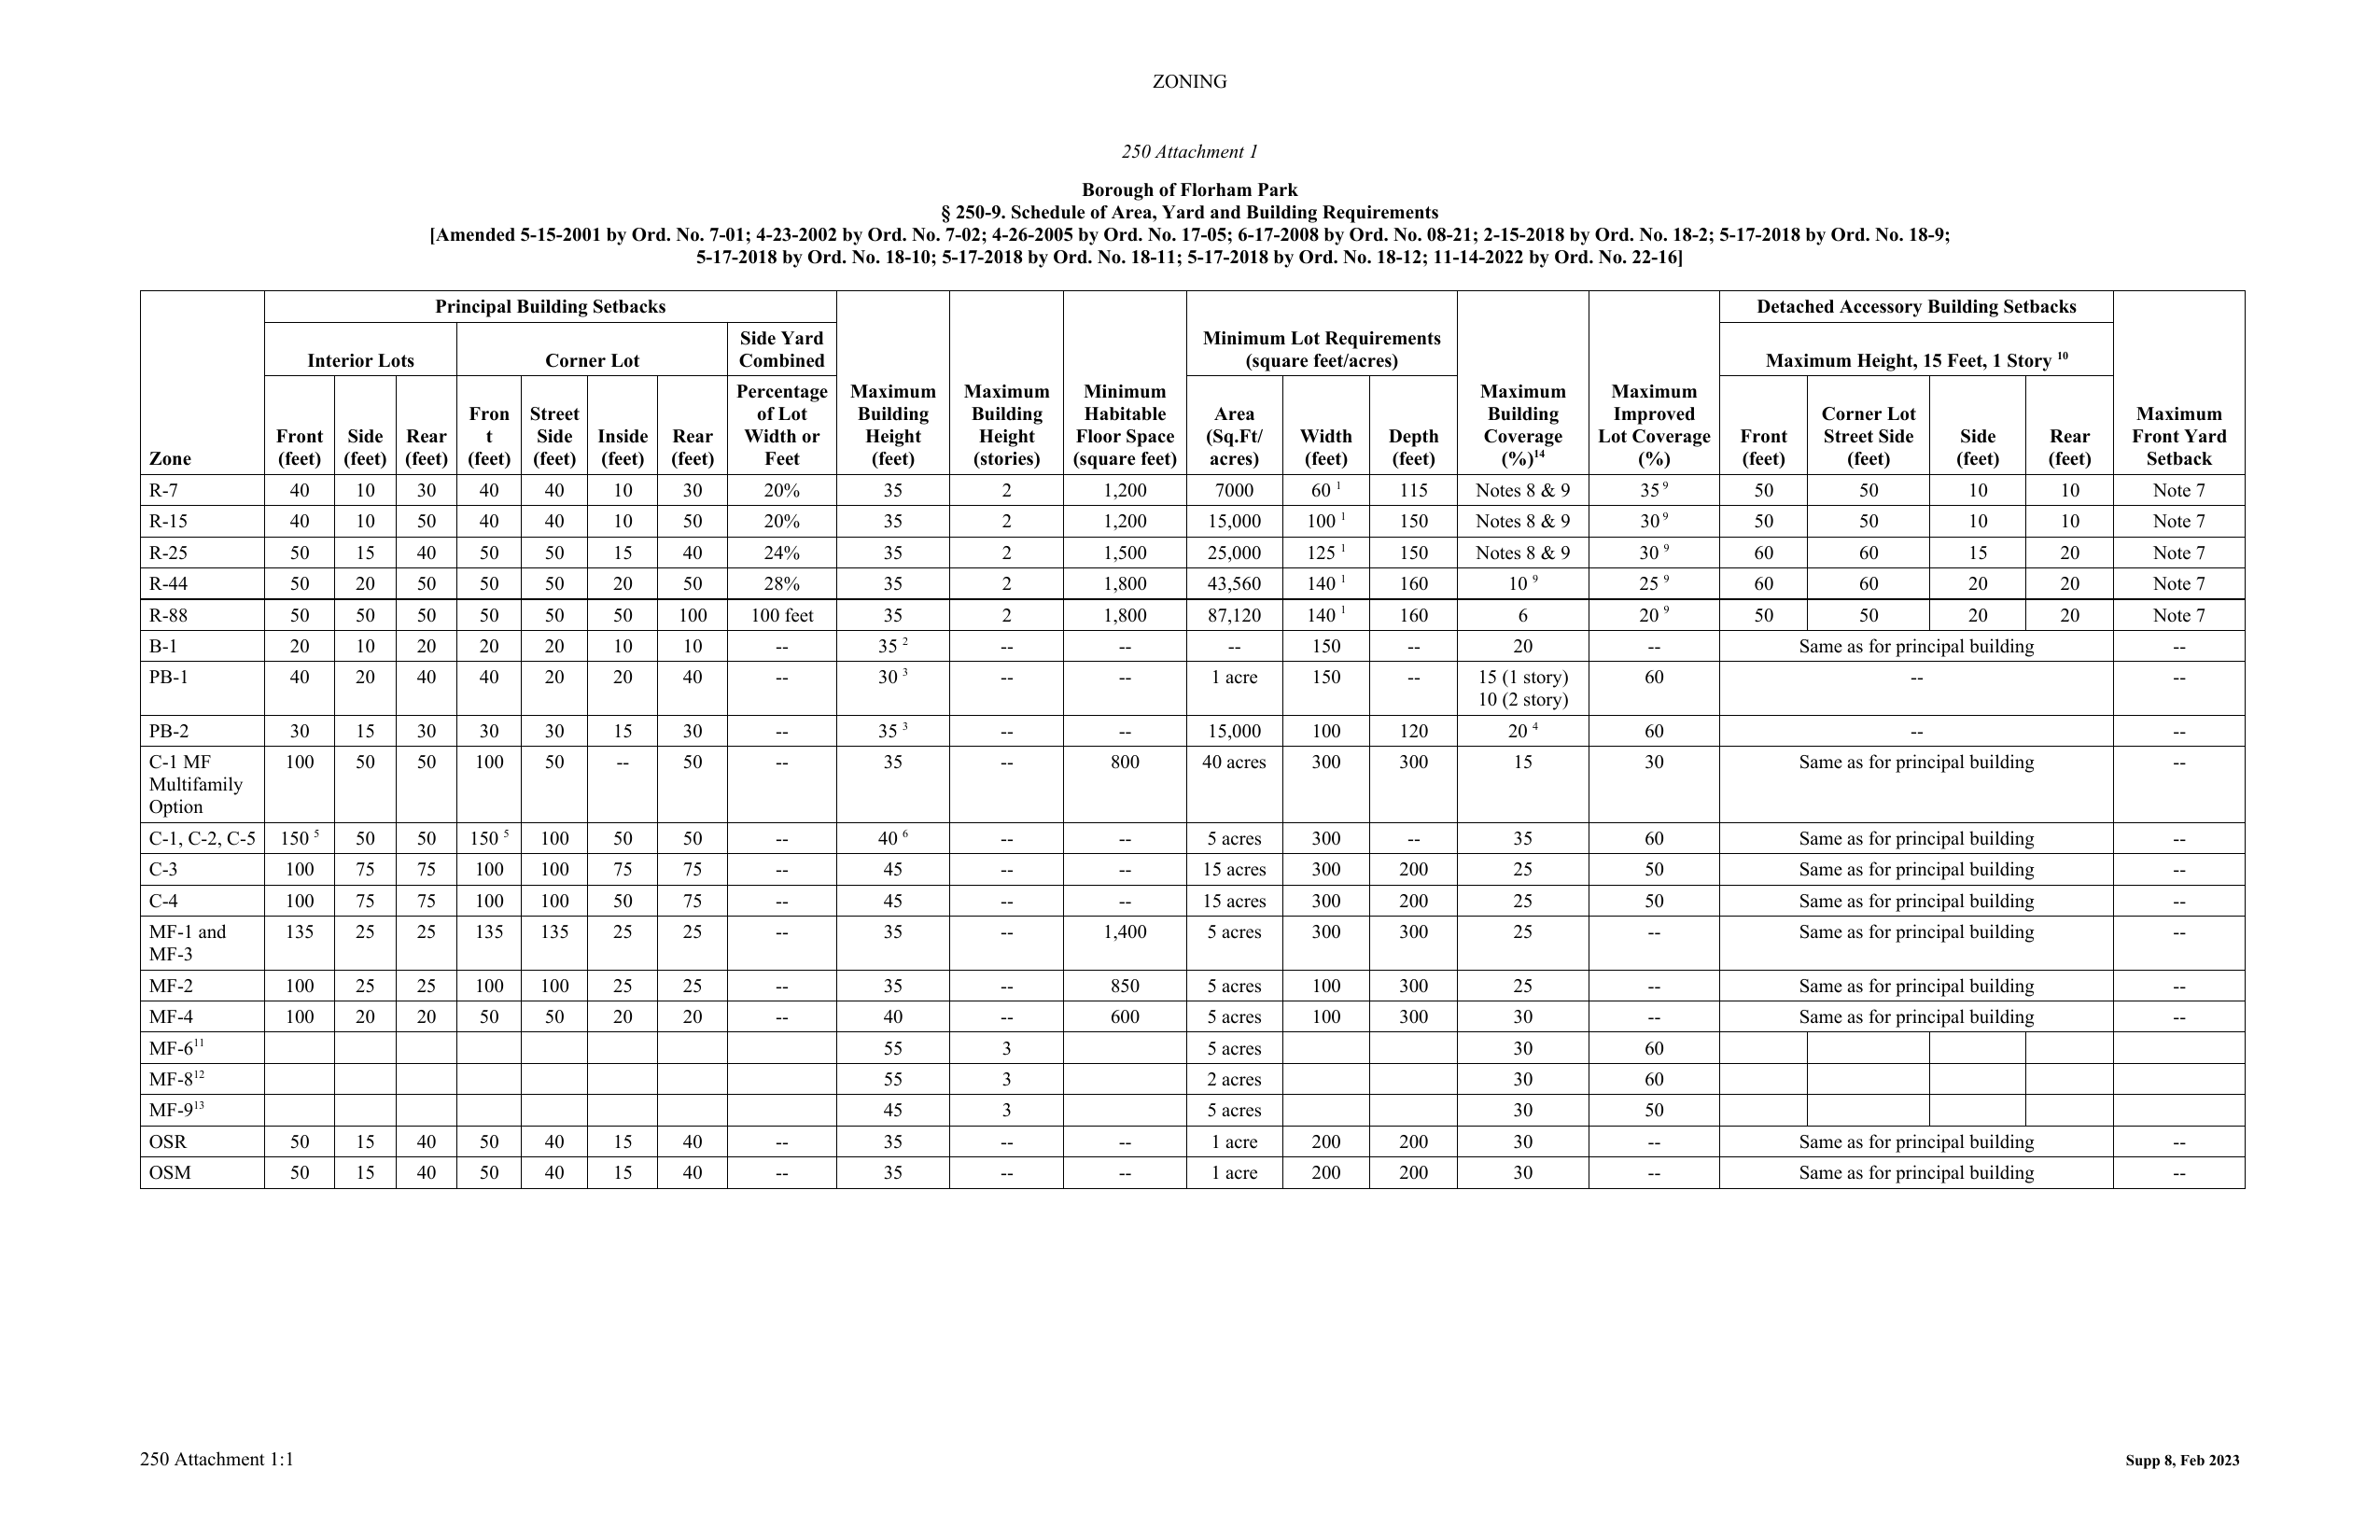 ZONING
250 Attachment 1
Borough of Florham Park
§ 250-9. Schedule of Area, Yard and Building Requirements
[Amended 5-15-2001 by Ord. No. 7-01; 4-23-2002 by Ord. No. 7-02; 4-26-2005 by Ord. No. 17-05; 6-17-2008 by Ord. No. 08-21; 2-15-2018 by Ord. No. 18-2; 5-17-2018 by Ord. No. 18-9;
5-17-2018 by Ord. No. 18-10; 5-17-2018 by Ord. No. 18-11; 5-17-2018 by Ord. No. 18-12; 11-14-2022 by Ord. No. 22-16]
Zone
Principal Building Setbacks
Interior Lots
Front
(feet)
Side
(feet)
Rear
(feet)
Corner Lot
Fron
t
(feet)
Street
Side
(feet)
Inside
(feet)
Rear
(feet)
Side Yard
Combined
Percentage
of Lot
Width or
Feet
Maximum
Building
Height
(feet)
Maximum
Building
Height
(stories)
Minimum
Habitable
Floor Space
(square feet)
Minimum Lot Requirements
(square feet/acres)
Area
(Sq.Ft/
acres)
Width
(feet)
Depth
(feet)
Maximum
Building
Coverage
(%)14
Maximum
Improved
Lot Coverage
(%)
Detached Accessory Building Setbacks
Maximum Height, 15 Feet, 1 Story 10
Front
(feet)
Corner Lot
Street Side
(feet)
Side
(feet)
Rear
(feet)
Maximum
Front Yard
Setback
R-7 40 10 30 40 40 10 30 20% 35 2 1,200 7000 60 1 115 Notes 8 & 9 35 9 50 50 10 10 Note 7
R-15 40 10 50 40 40 10 50 20% 35 2 1,200 15,000 100 1 150 Notes 8 & 9 30 9 50 50 10 10 Note 7
R-25 50 15 40 50 50 15 40 24% 35 2 1,500 25,000 125 1 150 Notes 8 & 9 30 9 60 60 15 20 Note 7
R-44 50 20 50 50 50 20 50 28% 35 2 1,800 43,560 140 1 160 10 9 25 9 60 60 20 20 Note 7
R-88 50 50 50 50 50 50 100 100 feet 35 2 1,800 87,120 140 1 160 6 20 9 50 50 20 20 Note 7
B-1 20 10 20 20 20 10 10 -- 35 2 -- -- -- 150 -- 20 -- Same as for principal building --
PB-1 40 20 40 40 20 20 40 -- 30 3 -- -- 1 acre 150 -- 15 (1 story) 60 -- --
10 (2 story)
PB-2 30 15 30 30 30 15 30 -- 35 3 -- -- 15,000 100 120 20 4 60 -- --
C-1 MF 100 50 50 100 50 -- 50 -- 35 -- 800 40 acres 300 300 15 30 Same as for principal building --
Multifamily
Option
C-1, C-2, C-5 150 5 50 50 150 5 100 50 50 -- 40 6 -- -- 5 acres 300 -- 35 60 Same as for principal building --
C-3 100 75 75 100 100 75 75 -- 45 -- -- 15 acres 300 200 25 50 Same as for principal building --
C-4 100 75 75 100 100 50 75 -- 45 -- -- 15 acres 300 200 25 50 Same as for principal building --
MF-1 and 135 25 25 135 135 25 25 -- 35 -- 1,400 5 acres 300 300 25 -- Same as for principal building --
MF-3
MF-2 100 25 25 100 100 25 25 -- 35 -- 850 5 acres 100 300 25 -- Same as for principal building --
MF-4 100 20 20 50 50 20 20 -- 40 -- 600 5 acres 100 300 30 -- Same as for principal building --
MF-611 55 3 5 acres 30 60
MF-812 55 3 2 acres 30 60
MF-913 45 3 5 acres 30 50
OSR 50 15 40 50 40 15 40 -- 35 -- -- 1 acre 200 200 30 -- Same as for principal building --
OSM 50 15 40 50 40 15 40 -- 35 -- -- 1 acre 200 200 30 -- Same as for principal building --
250 Attachment 1:1
Supp 8, Feb 2023